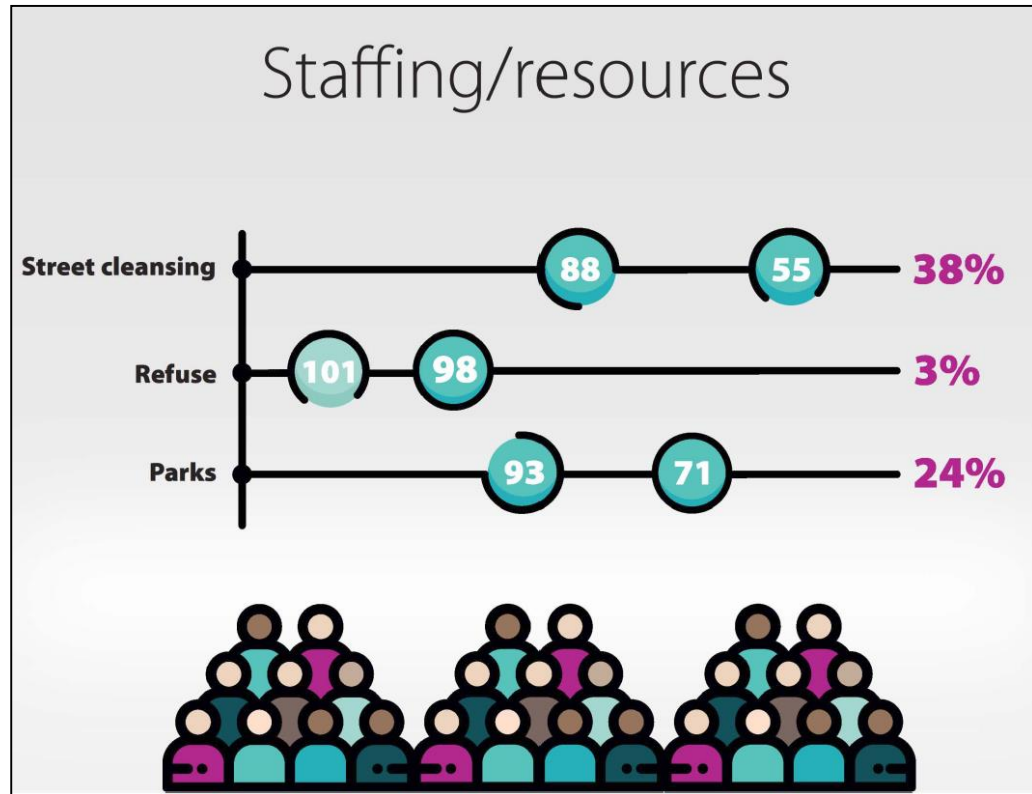 Staffing/resources
Street cleansing 88 55 38%
Refuse 101 98 3%
Parks 93 71 24%